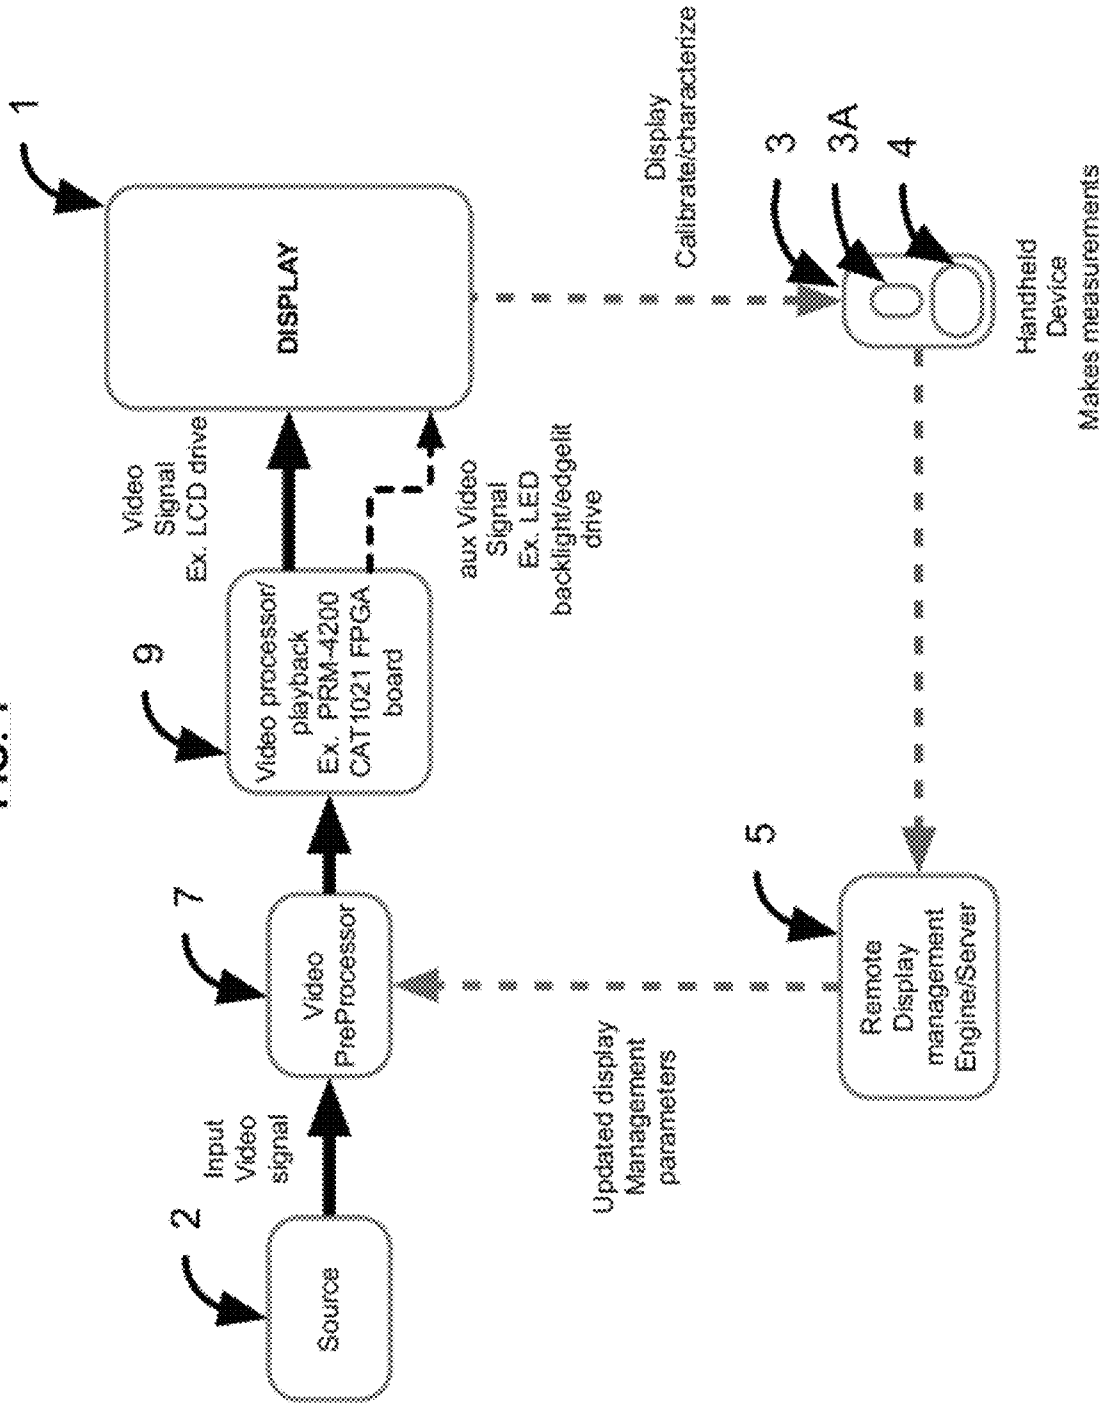 1
DISPLAY
Video
Signal
Ex. LCD drive
aux Video
Signal
Ex. LED
backlight/edgelit
drive
9
Video processor/
playback
Ex. PRM-4200
CAT1021 FPGA
board
7
Video
PreProcessor
Input
Video
signal
2
Source
Display
Calibrate/characterize
3
3A
4
Handheld
Device
Makes measurements
5
Remote
Display
management
Engine/Server
Updated display
Management
parameters